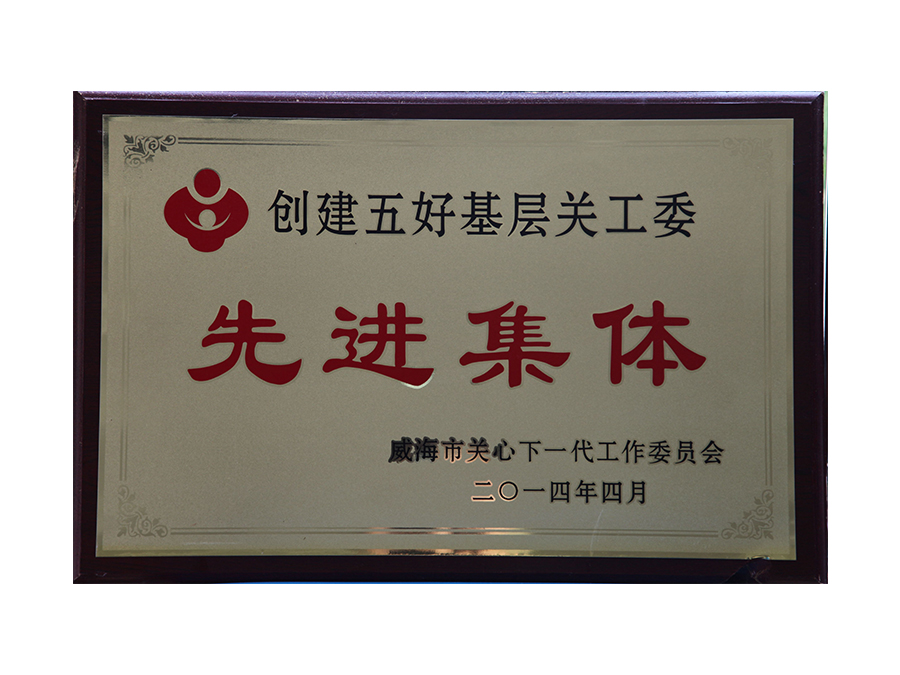 创建五好基层关工委
先进集体
威海市关心下一代工作委员会
二〇一四年四月